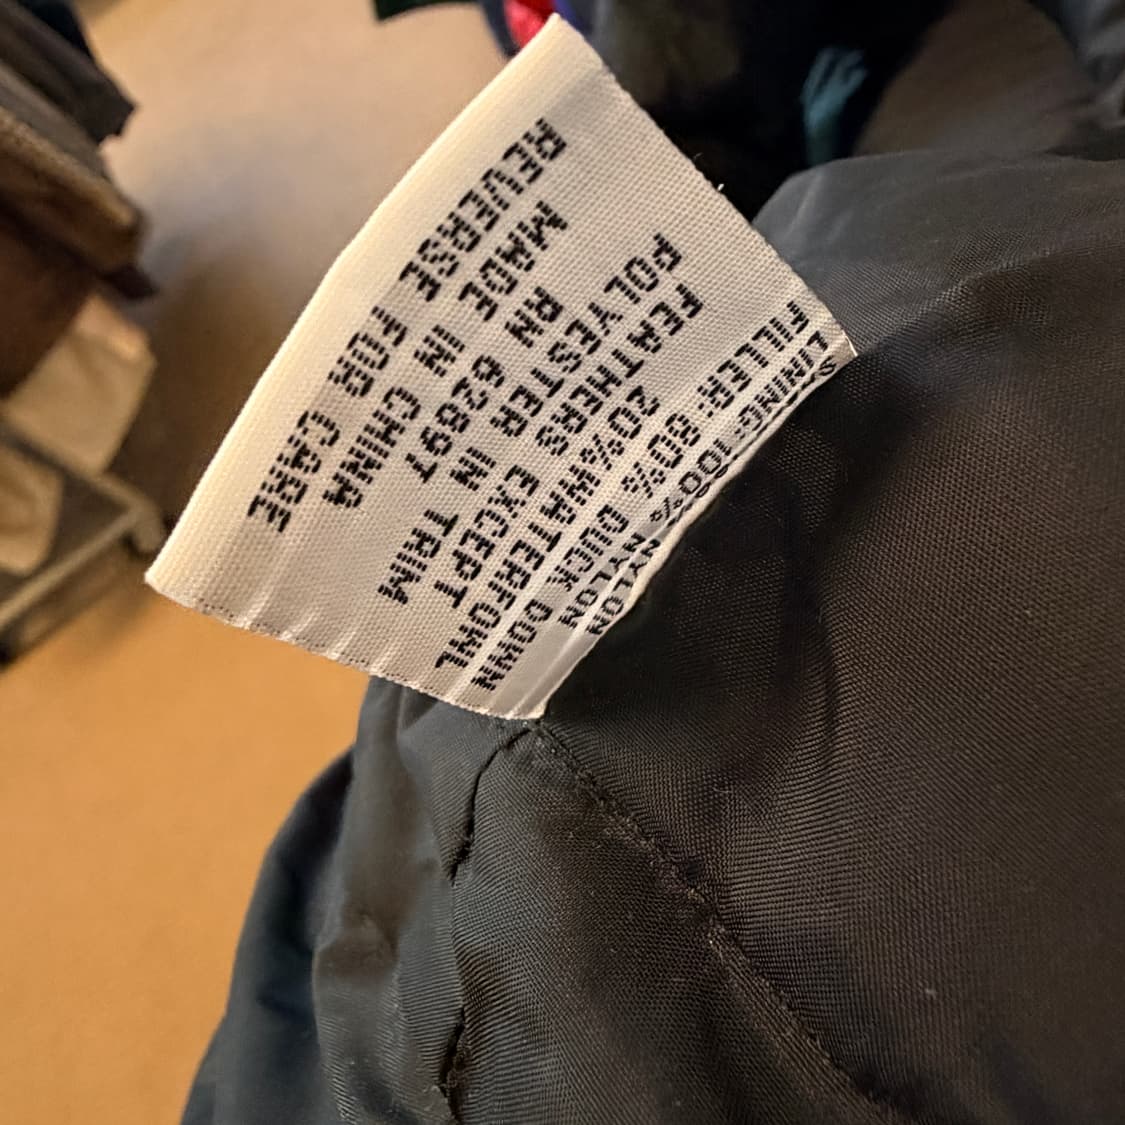 LINING: 100% NYLON
FILLER: 80% DUCK DOWN
20% WATERFOWL
FEATHERS EXCEPT
POLYESTER IN TRIM
RN 62897
MADE IN CHINA
REVERSE FOR CARE